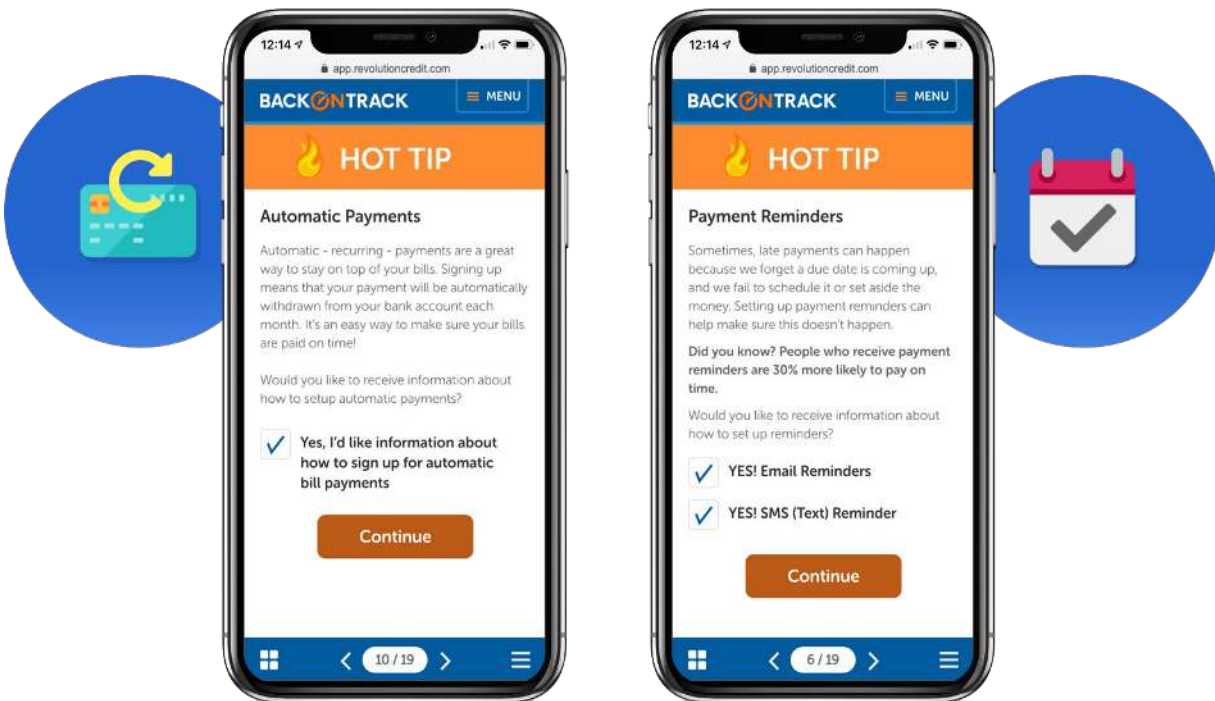 12:14
app.revolutioncredit.com
BACKONTRACK
MENU
HOT TIP
Automatic Payments
Automatic - recurring - payments are a great
way to stay on top of your bills. Signing up
means that your payment will be automatically
withdrawn from your bank account each
month. It's an easy way to make sure your bills
are paid on time!
Would you like to receive information about
how to setup automatic payments?
Yes, I'd like information about
how to sign up for automatic
bill payments
Continue
10 / 19
12:14
app.revolutioncredit.com
BACKONTRACK
MENU
HOT TIP
Payment Reminders
Sometimes, late payments can happen
because we forget a due date is coming up,
and we fail to schedule it or set aside the
money. Setting up payment reminders can
help make sure this doesn't happen.
Did you know? People who receive payment
reminders are 30% more likely to pay on
time.
Would you like to receive information about
how to set up reminders?
YES! Email Reminders
YES! SMS (Text) Reminder
Continue
6 / 19